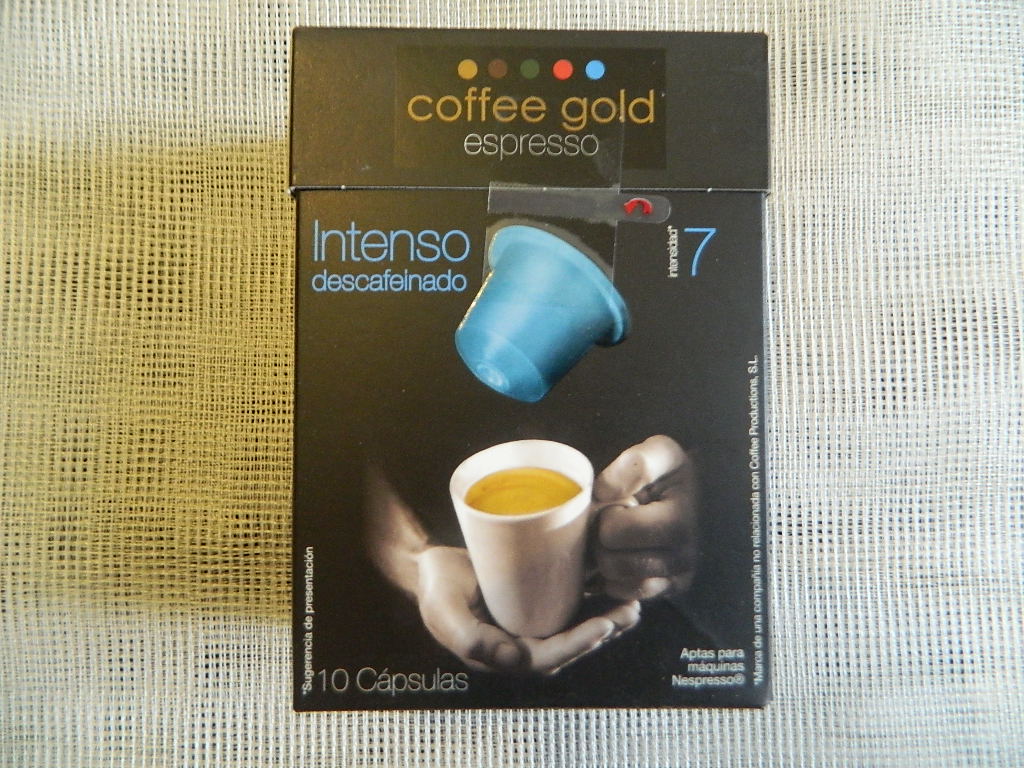 coffee gold
espresso
Intenso
descafeinado
intensidad*
7
*Sugerencia de presentación
10 Cápsulas
Aptas para
máquinas
Nespresso®
*Marca de una compañía no relacionada con Coffee Productions, S.L.